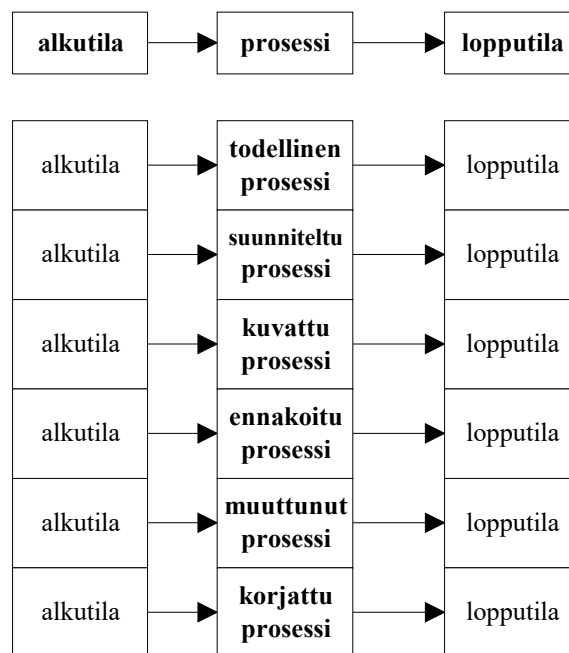 alkutila prosessi lopputila
alkutila todellinen prosessi lopputila
alkutila suunniteltu prosessi lopputila
alkutila kuvattu prosessi lopputila
alkutila ennakoitu prosessi lopputila
alkutila muuttunut prosessi lopputila
alkutila korjattu prosessi lopputila